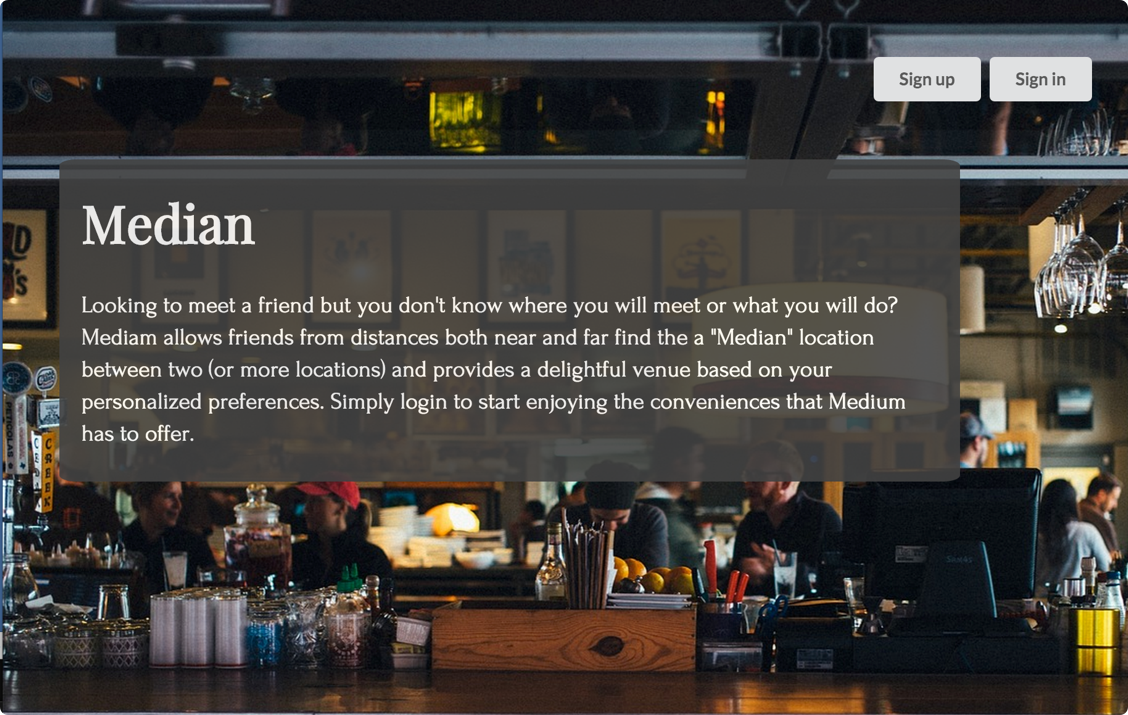 Sign up
Sign in
Median
Looking to meet a friend but you don't know where you will meet or what you will do?
Mediam allows friends from distances both near and far find the a "Median" location
between two (or more locations) and provides a delightful venue based on your
personalized preferences. Simply login to start enjoying the conveniences that Medium
has to offer.